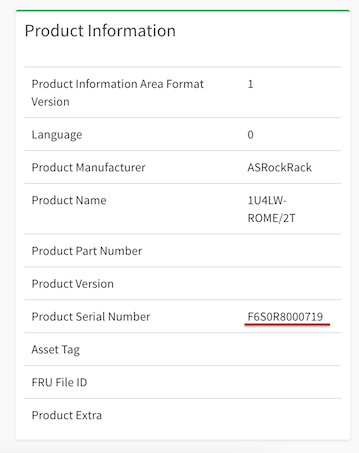 Product Information
Product Information Area Format 1
Version
Language 0
Product Manufacturer ASRockRack
Product Name 1U4LW-
ROME/2T
Product Part Number
Product Version
Product Serial Number F6S0R8000719
Asset Tag
FRU File ID
Product Extra